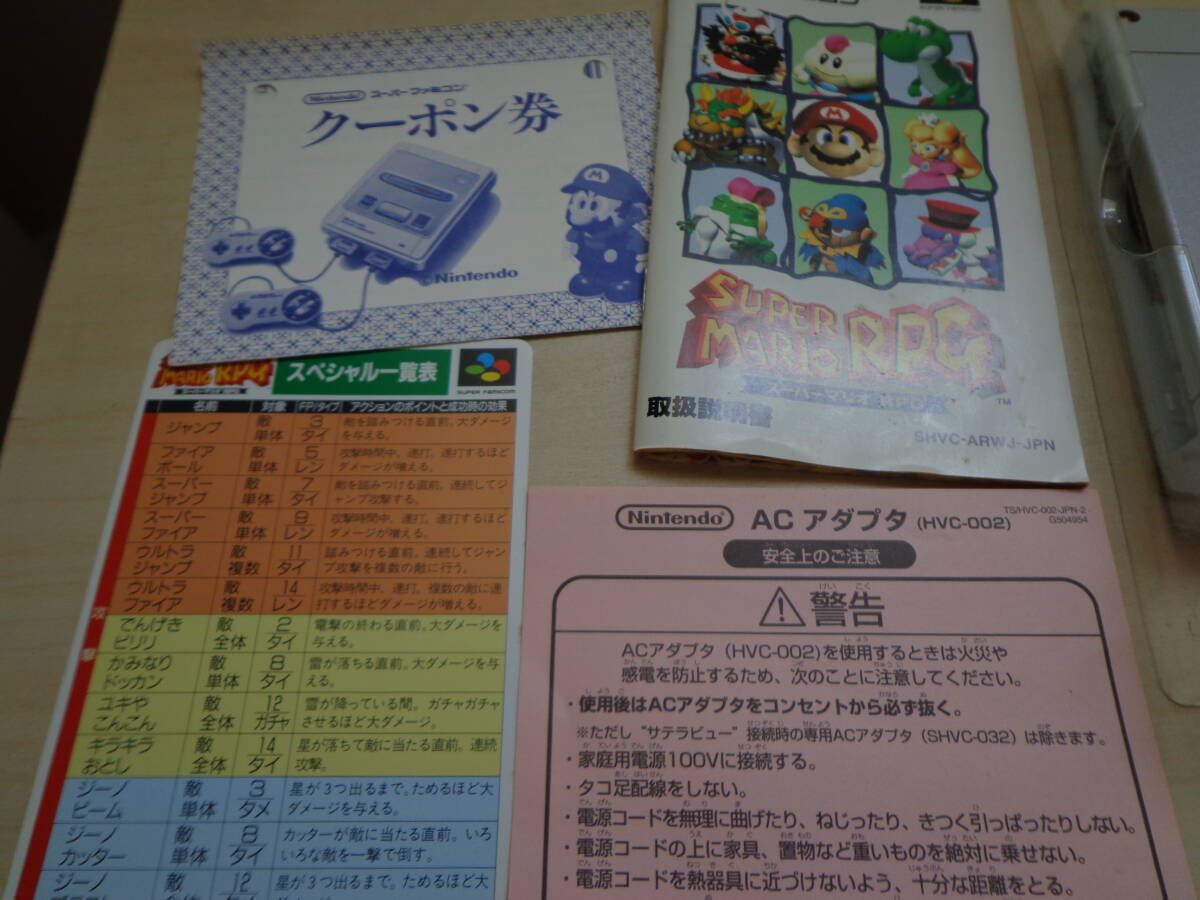 Nintendo スーパーファミコン
クーポン券
©Nintendo
SUPER FAMICOM
SUPER
MARIO RPG
スーパーマリオRPG
TM
取扱説明書
SHVC-ARWJ-JPN
MARIO RPG
スーパーマリオRPG
スペシャル一覧表
SUPER FAMICOM
名前 対象 FP/タイプ アクションのポイントと成功時の効果
ジャンプ 敵単体 3 タイ 敵を踏みつける直前。大ダメージを与える。
ファイアボール 敵単体 5 レン 攻撃時間中、連打。連打するほどダメージが増える。
スーパージャンプ 敵単体 7 タイ 敵を踏みつける直前。連続してジャンプ攻撃する。
スーパーファイア 敵単体 9 レン 攻撃時間中、連打。連打するほどダメージが増える。
ウルトラジャンプ 敵複数 11 タイ 踏みつける直前。連続してジャンプ攻撃を複数の敵に行う。
ウルトラファイア 敵複数 14 レン 攻撃時間中、連打。複数の敵に連打するほどダメージが増える。
でんげきビリリ 敵全体 2 タイ 電撃の終わる直前。大ダメージを与える。
かみなりドッカン 敵単体 8 タイ 雷が落ちる直前。大ダメージを与える。
ユキやこんこん 敵全体 12 ガチャ 雪が降っている間。ガチャガチャさせるほど大ダメージ。
キラキラおとし 敵全体 14 タイ 星が落ちて敵に当たる直前。連続攻撃。
ジーノビーム 敵単体 3 タメ 星が3つ出るまで。ためるほど大ダメージを与える。
ジーノカッター 敵単体 8 タイ カッターが敵に当たる直前。いろいろな敵を一撃で倒す。
ジーノ 敵 12 星が3つ出るまで。ためるほど大
攻撃
Nintendo ACアダプタ (HVC-002)
TS/HVC-002-JPN-2
G504954
安全上のご注意
けい こく
警告
ACアダプタ (HVC-002)を使用するときは火災や
感電を防止するため、次のことに注意してください。
・使用後はACアダプタをコンセントから必ず抜く。
※ただし “サテラビュー” 接続時の専用ACアダプタ (SHVC-032) は除きます。
・家庭用電源100Vに接続する。
・タコ足配線をしない。
・電源コードを無理に曲げたり、ねじったり、きつく引っぱったりしない。
・電源コードの上に家具、置物など重いものを絶対に乗せない。
・電源コードを熱器具に近づけないよう、十分な距離をとる。